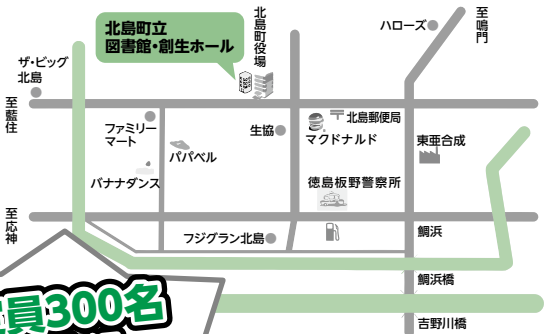 北島町立
図書館・創生ホール
北島町役場
ハローズ
至鳴門
ザ・ビッグ
北島
至藍住
ファミリー
マート
パパベル
生協
〒北島郵便局
マクドナルド
東亜合成
バナナダンス
徳島板野警察所
至応神
フジグラン北島
鯛浜
鯛浜橋
員300名
吉野川橋